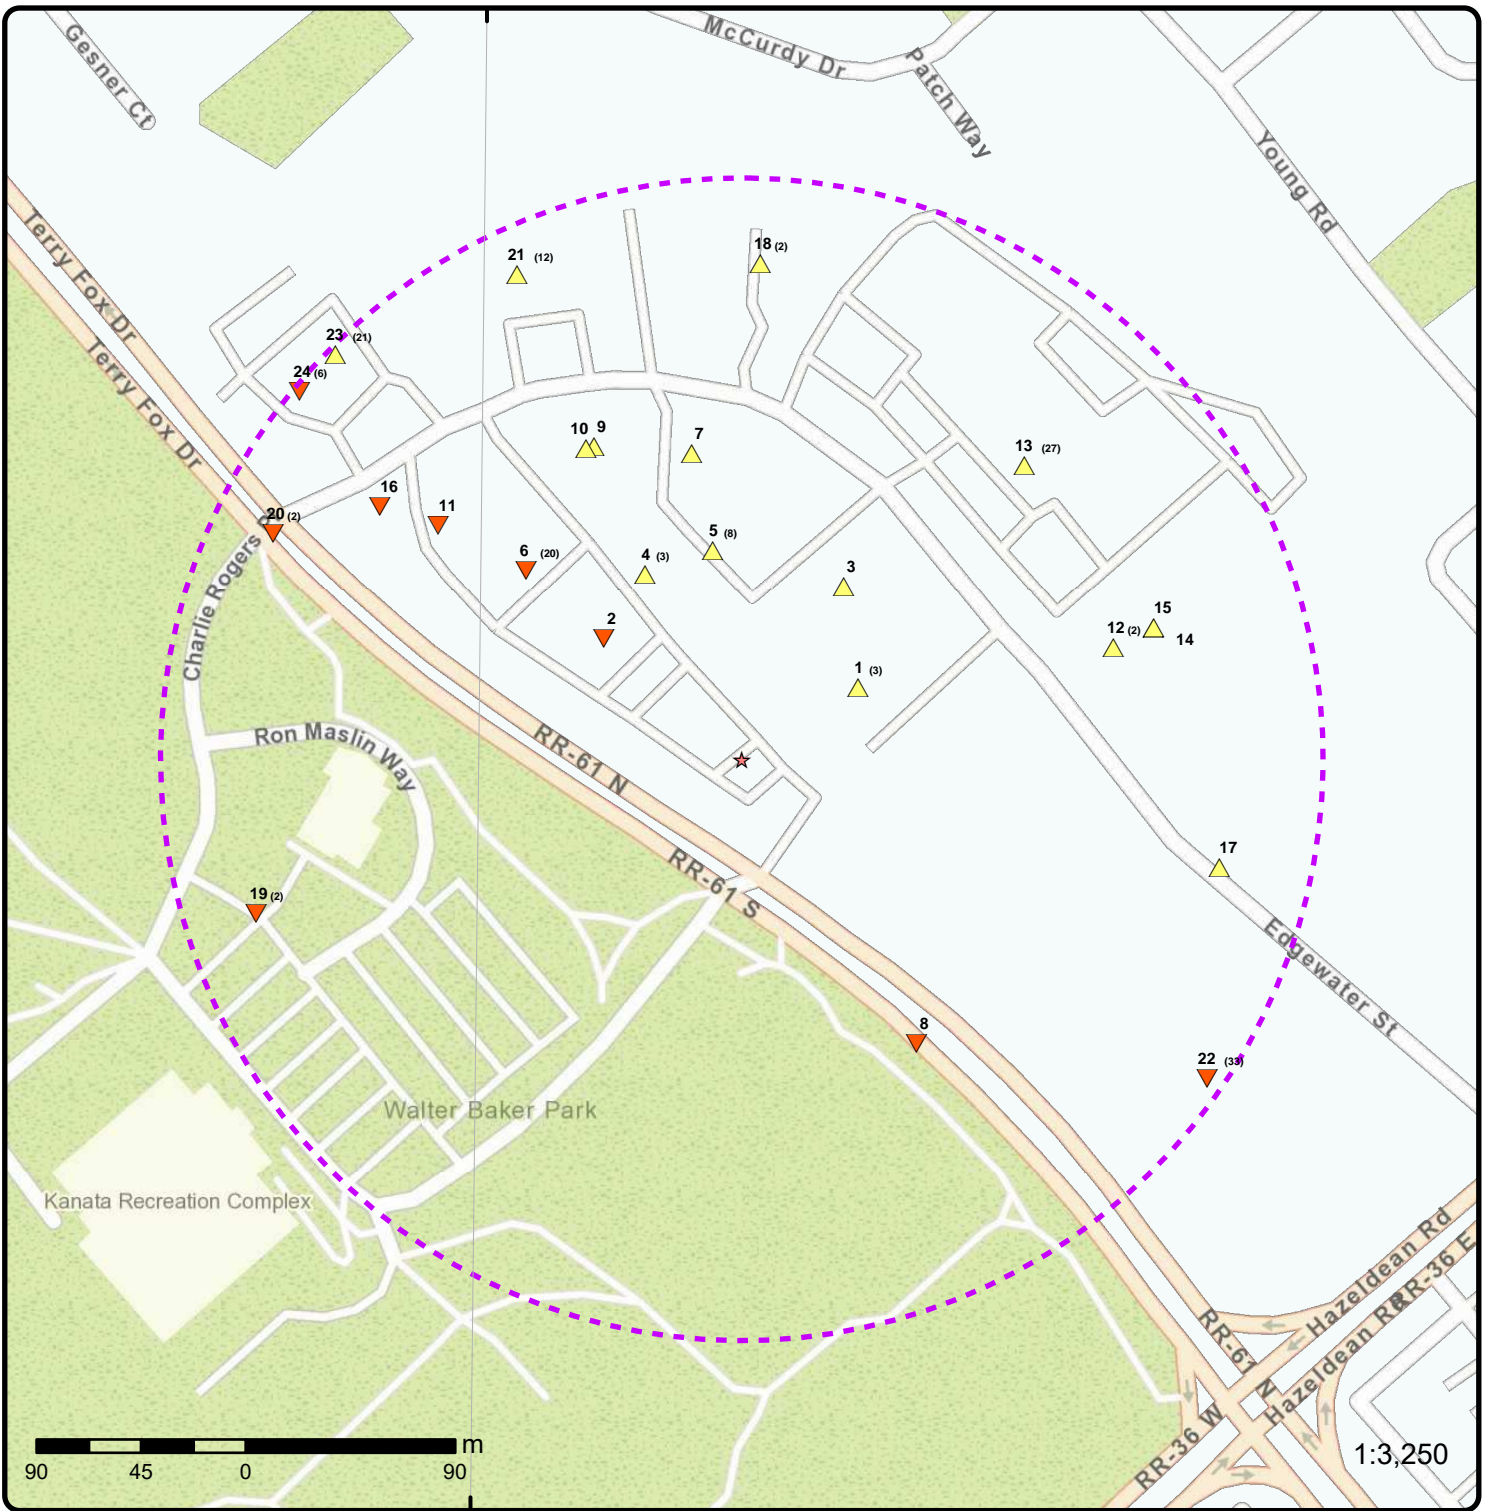 Gesner Ct
McCurdy Dr
Patch Way
Young Rd
Terry Fox Dr
Terry Fox Dr
18 (2)
21 (12)
23 (21)
24 (6)
10 9
7
13 (27)
16
11
20 (2)
6 (20)
4 (3)
5 (8)
3
2
15
12 (2)
14
1 (3)
Charlie Rogers
Ron Maslin Way
RR-61 N
RR-61 S
17
19 (2)
Edgewater St
8
22 (33)
Walter Baker Park
Kanata Recreation Complex
Hazeldean Rd
RR-36 E
Hazeldean Rd
RR-61 N
RR-36 W
m
90 45 0 90
1:3,250